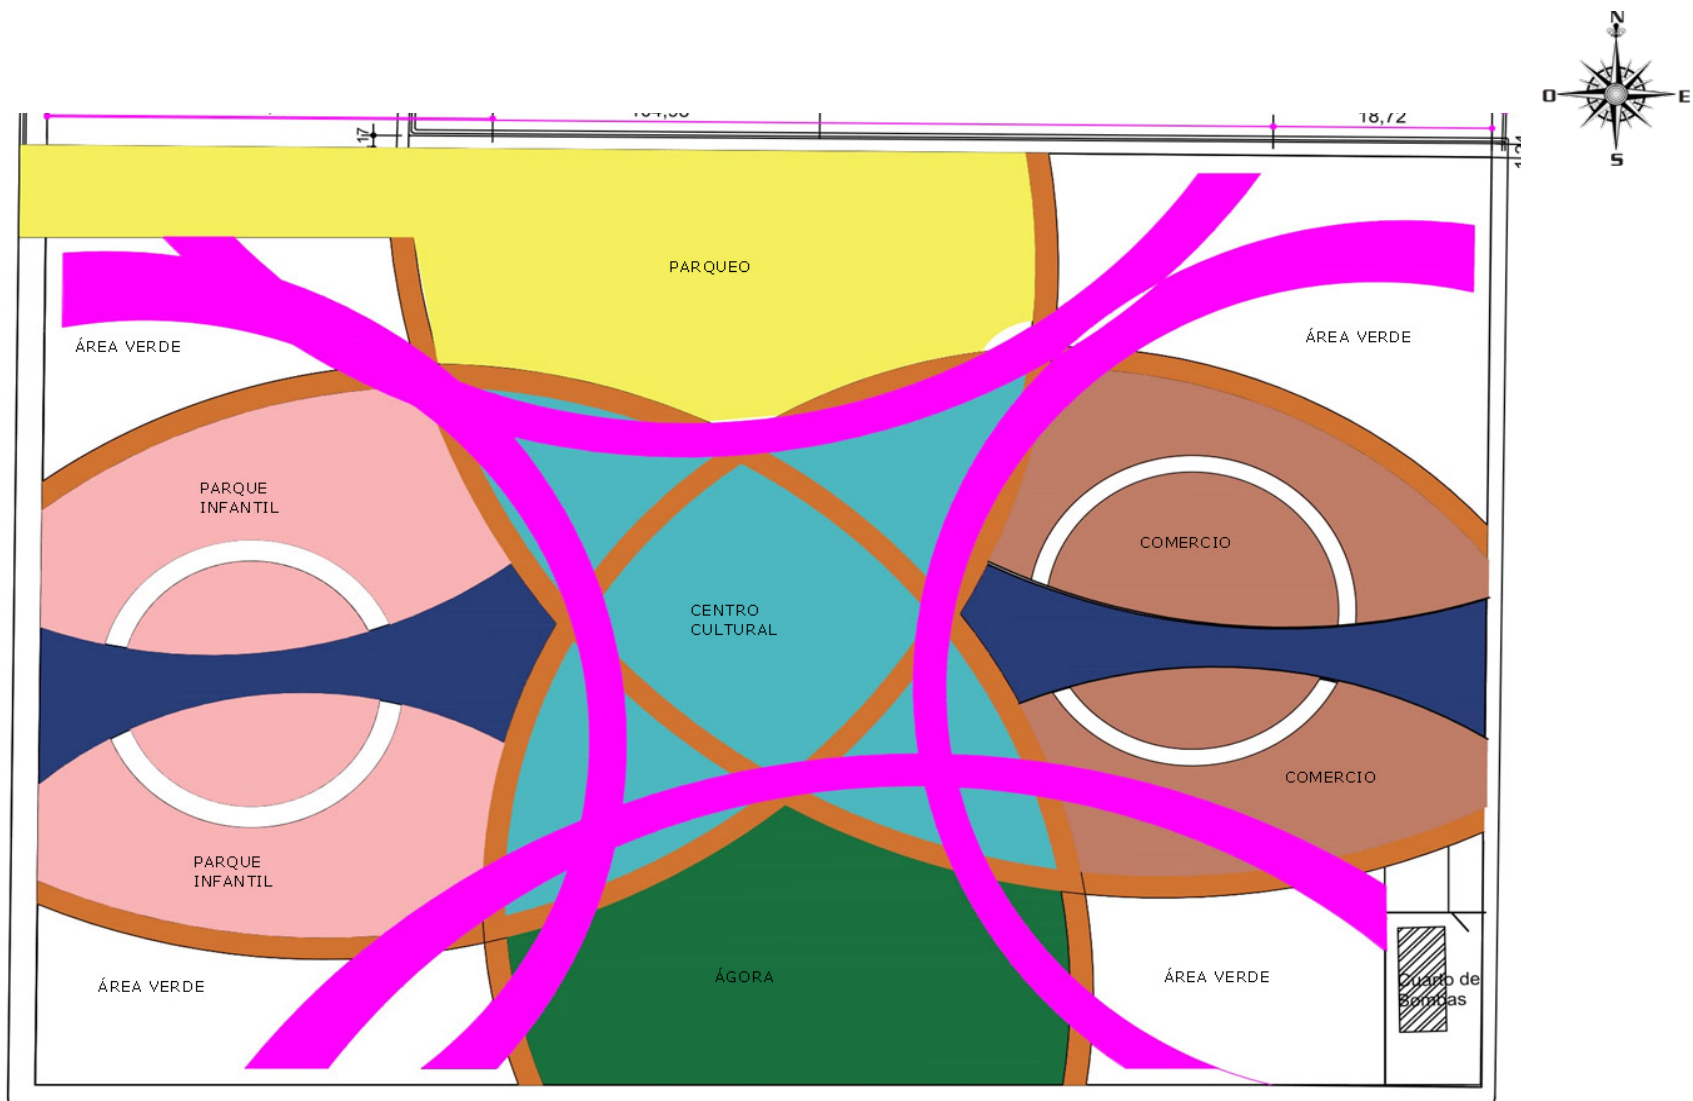 N
O
E
S
18,72
17
PARQUEO
ÁREA VERDE
ÁREA VERDE
PARQUE
INFANTIL
COMERCIO
CENTRO
CULTURAL
COMERCIO
PARQUE
INFANTIL
ÁGORA
ÁREA VERDE
ÁREA VERDE
Cuarto de
Bombas